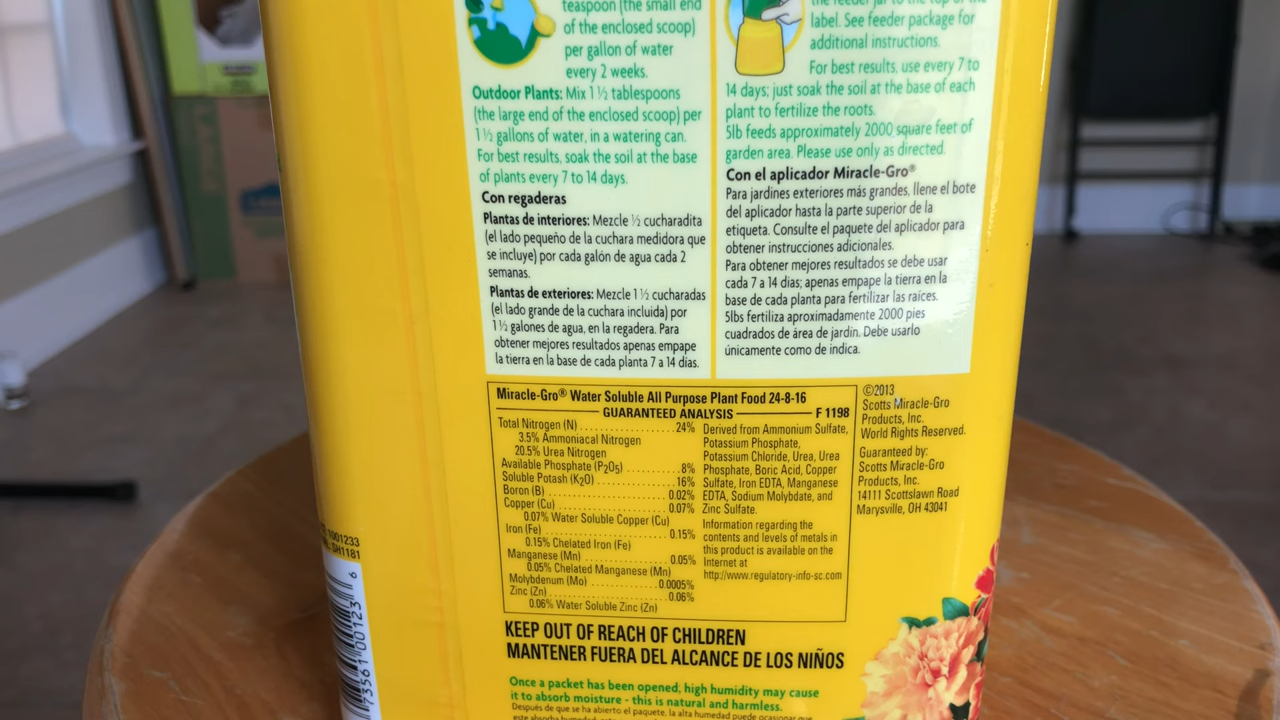 teaspoon (the small end
of the enclosed scoop)
per gallon of water
every 2 weeks.
Outdoor Plants: Mix 1 ½ tablespoons
(the large end of the enclosed scoop) per
1 ½ gallons of water, in a watering can.
For best results, soak the soil at the base
of plants every 7 to 14 days.
Con regaderas
Plantas de interiores: Mezcle ½ cucharadita
(el lado pequeño de la cuchara medidora que
se incluye) por cada galón de agua cada 2
semanas.
Plantas de exteriores: Mezcle 1 ½ cucharadas
(el lado grande de la cuchara incluida) por
1 ½ galones de agua, en la regadera. Para
obtener mejores resultados apenas empape
la tierra en la base de cada planta 7 a 14 días.
the feeder jar to the top of the
label. See feeder package for
additional instructions.
For best results, use every 7 to
14 days; just soak the soil at the base of each
plant to fertilize the roots.
5lb feeds approximately 2000 square feet of
garden area. Please use only as directed.
Con el aplicador Miracle-Gro®
Para jardines exteriores más grandes, llene el bote
del aplicador hasta la parte superior de la
etiqueta. Consulte el paquete del aplicador para
obtener instrucciones adicionales.
Para obtener mejores resultados se debe usar
cada 7 a 14 días; apenas empape la tierra en la
base de cada planta para fertilizar las raíces.
5lbs fertiliza aproximadamente 2000 pies
cuadrados de área de jardín. Debe usarlo
únicamente como de indica.
Miracle-Gro® Water Soluble All Purpose Plant Food 24-8-16
GUARANTEED ANALYSIS F 1198
Total Nitrogen (N) 24%
3.5% Ammoniacal Nitrogen
20.5% Urea Nitrogen
Available Phosphate (P2O5) 8%
Soluble Potash (K2O) 16%
Boron (B) 0.02%
Copper (Cu) 0.07%
0.07% Water Soluble Copper (Cu)
Iron (Fe) 0.15%
0.15% Chelated Iron (Fe)
Manganese (Mn) 0.05%
0.05% Chelated Manganese (Mn)
Molybdenum (Mo) 0.0005%
Zinc (Zn) 0.06%
0.06% Water Soluble Zinc (Zn)
Derived from Ammonium Sulfate,
Potassium Phosphate,
Potassium Chloride, Urea, Urea
Phosphate, Boric Acid, Copper
Sulfate, Iron EDTA, Manganese
EDTA, Sodium Molybdate, and
Zinc Sulfate.
Information regarding the
contents and levels of metals in
this product is available on the
Internet at
http://www.regulatory-info-sc.com
©2013
Scotts Miracle-Gro
Products, Inc.
World Rights Reserved.
Guaranteed by:
Scotts Miracle-Gro
Products, Inc.
14111 Scottslawn Road
Marysville, OH 43041
1001233
SH1181
73561 00123 6
KEEP OUT OF REACH OF CHILDREN
MANTENER FUERA DEL ALCANCE DE LOS NIÑOS
Once a packet has been opened, high humidity may cause
it to absorb moisture - this is natural and harmless.
Después de que se ha abierto el paquete, la alta humedad puede ocasionar que